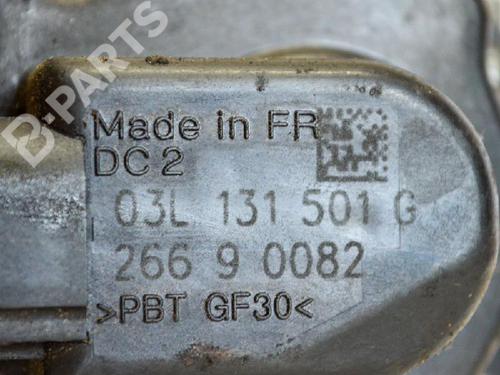 B-PARTS
Made in FR
DC 2
03L 131 501 G
266 9 0082
>PBT GF30<